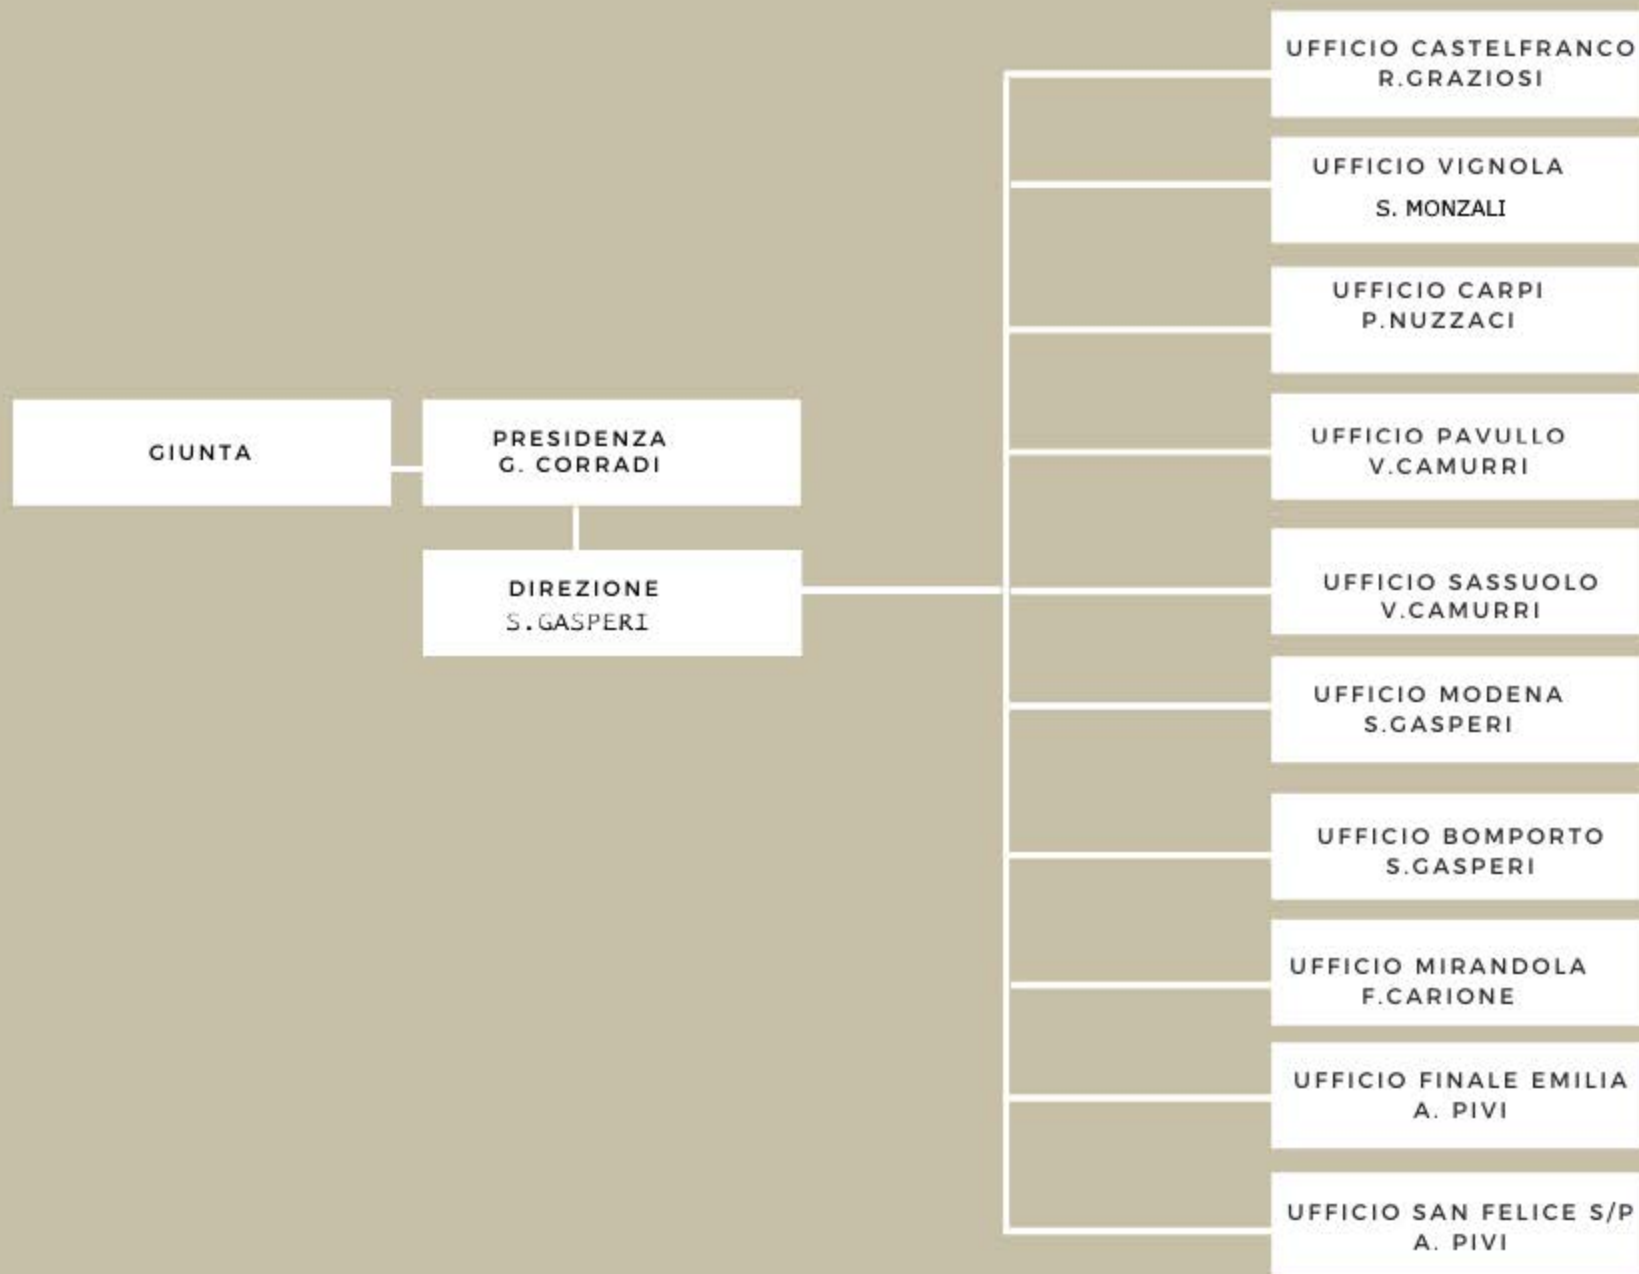 GIUNTA
PRESIDENZA
G. CORRADI
DIREZIONE
S.GASPERI
UFFICIO CASTELFRANCO
R.GRAZIOSI
UFFICIO VIGNOLA
S. MONZALI
UFFICIO CARPI
P.NUZZACI
UFFICIO PAVULLO
V.CAMURRI
UFFICIO SASSUOLO
V.CAMURRI
UFFICIO MODENA
S.GASPERI
UFFICIO BOMPORTO
S.GASPERI
UFFICIO MIRANDOLA
F.CARIONE
UFFICIO FINALE EMILIA
A. PIVI
UFFICIO SAN FELICE S/P
A. PIVI